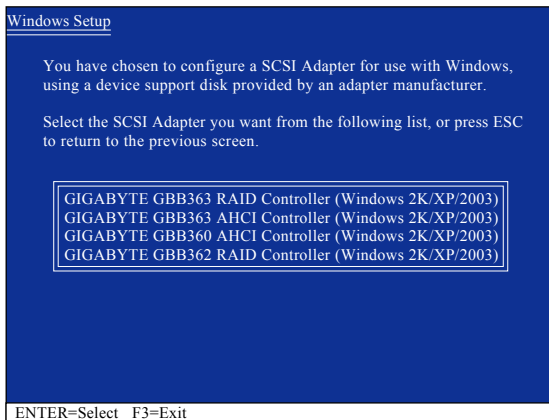 Windows Setup
You have chosen to configure a SCSI Adapter for use with Windows,
using a device support disk provided by an adapter manufacturer.
Select the SCSI Adapter you want from the following list, or press ESC
to return to the previous screen.
GIGABYTE GBB363 RAID Controller (Windows 2K/XP/2003)
GIGABYTE GBB363 AHCI Controller (Windows 2K/XP/2003)
GIGABYTE GBB360 AHCI Controller (Windows 2K/XP/2003)
GIGABYTE GBB362 RAID Controller (Windows 2K/XP/2003)
ENTER=Select F3=Exit